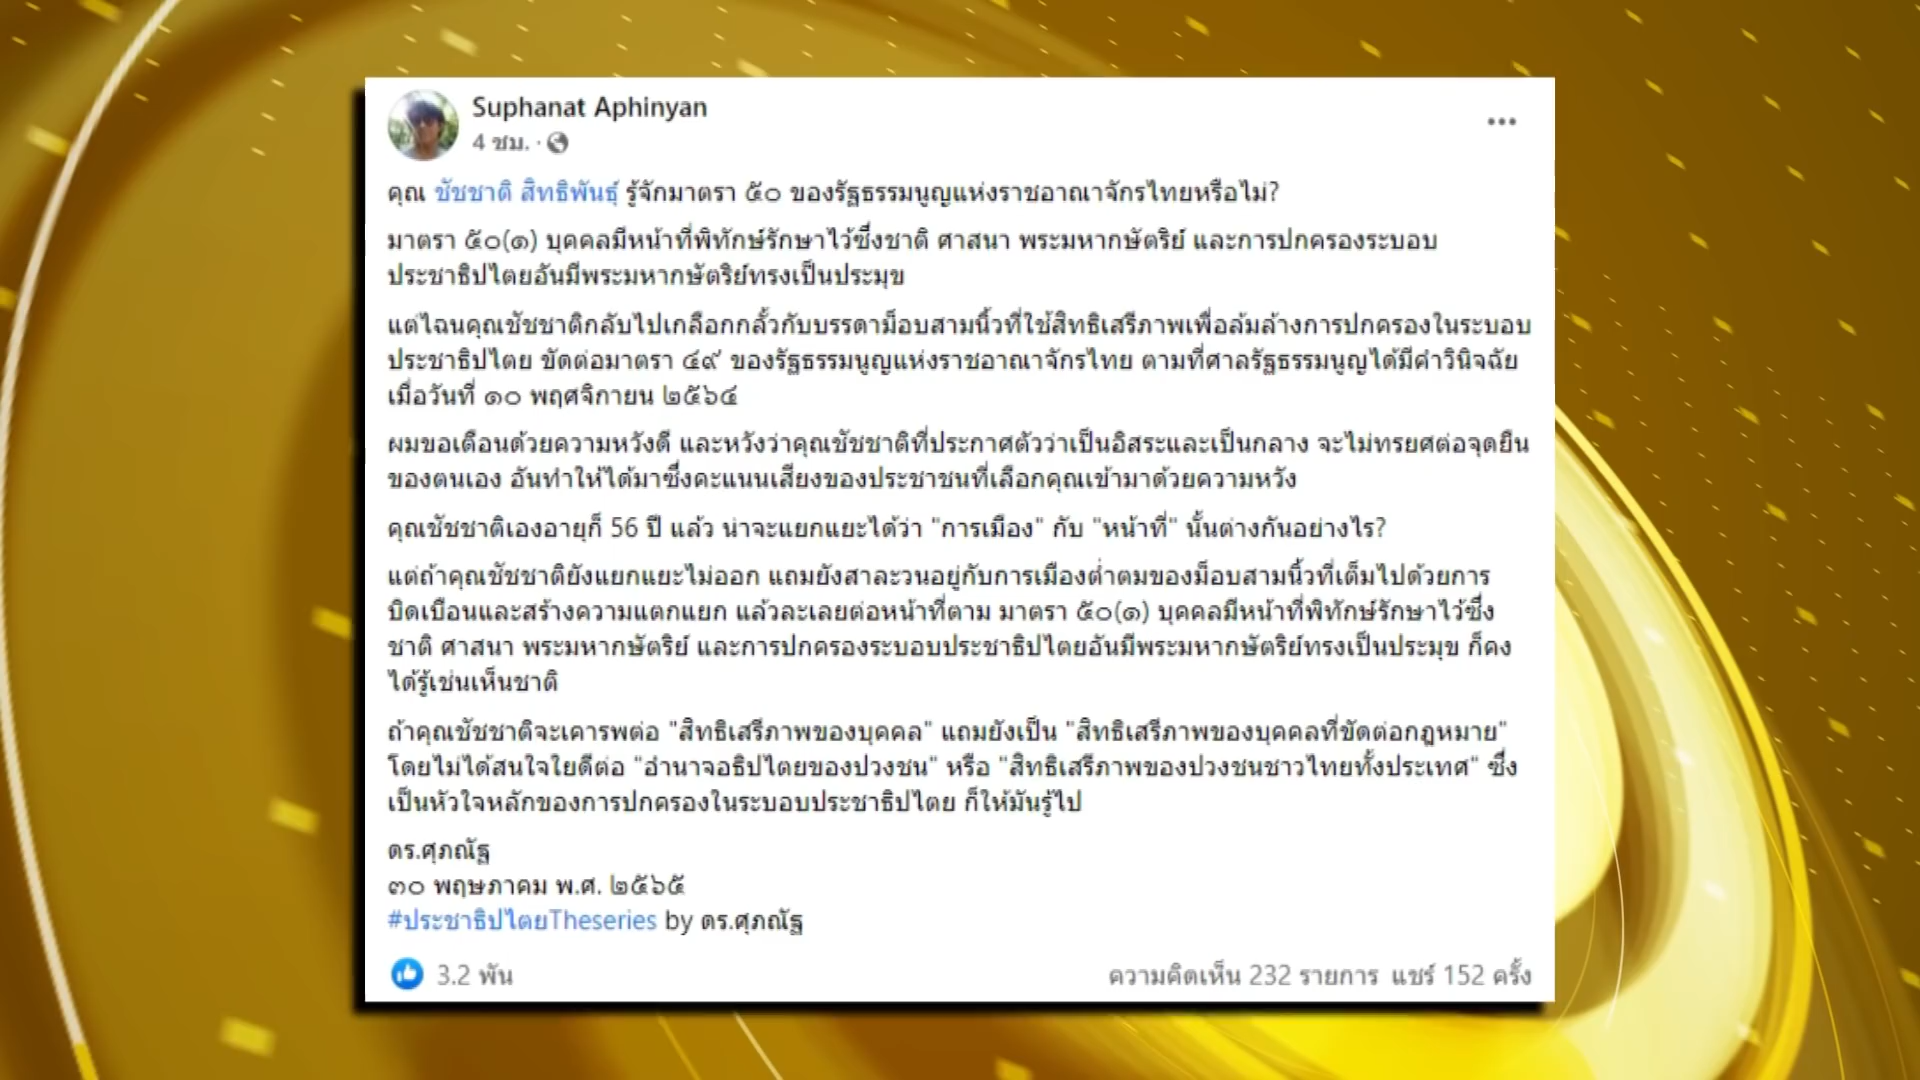 Suphanat Aphinyan
4 ชม. ·
คุณ ชัชชาติ สิทธิพันธุ์ รู้จักมาตรา ๕๐ ของรัฐธรรมนูญแห่งราชอาณาจักรไทยหรือไม่?
มาตรา ๕๐(๑) บุคคลมีหน้าที่พิทักษ์รักษาไว้ซึ่งชาติ ศาสนา พระมหากษัตริย์ และการปกครองระบอบ
ประชาธิปไตยอันมีพระมหากษัตริย์ทรงเป็นประมุข
แต่ไฉนคุณชัชชาติกลับไปเกลือกกลั้วกับบรรดาม็อบสามนิ้วที่ใช้สิทธิเสรีภาพเพื่อล้มล้างการปกครองในระบอบ
ประชาธิปไตย ขัดต่อมาตรา ๔๙ ของรัฐธรรมนูญแห่งราชอาณาจักรไทย ตามที่ศาลรัฐธรรมนูญได้มีคำวินิจฉัย
เมื่อวันที่ ๑๐ พฤศจิกายน ๒๕๖๔
ผมขอเตือนด้วยความหวังดี และหวังว่าคุณชัชชาติที่ประกาศตัวว่าเป็นอิสระและเป็นกลาง จะไม่ทรยศต่อจุดยืน
ของตนเอง อันทำให้ได้มาซึ่งคะแนนเสียงของประชาชนที่เลือกคุณเข้ามาด้วยความหวัง
คุณชัชชาติเองอายุก็ 56 ปี แล้ว น่าจะแยกแยะได้ว่า "การเมือง" กับ "หน้าที่" นั้นต่างกันอย่างไร?
แต่ถ้าคุณชัชชาติยังแยกแยะไม่ออก แถมยังสาละวนอยู่กับการเมืองต่ำตมของม็อบสามนิ้วที่เต็มไปด้วยการ
บิดเบือนและสร้างความแตกแยก แล้วละเลยต่อหน้าที่ตาม มาตรา ๕๐(๑) บุคคลมีหน้าที่พิทักษ์รักษาไว้ซึ่ง
ชาติ ศาสนา พระมหากษัตริย์ และการปกครองระบอบประชาธิปไตยอันมีพระมหากษัตริย์ทรงเป็นประมุข ก็คง
ได้รู้เช่นเห็นชาติ
ถ้าคุณชัชชาติจะเคารพต่อ "สิทธิเสรีภาพของบุคคล" แถมยังเป็น "สิทธิเสรีภาพของบุคคลที่ขัดต่อกฎหมาย"
โดยไม่ได้สนใจใยดีต่อ "อำนาจอธิปไตยของปวงชน" หรือ "สิทธิเสรีภาพของปวงชนชาวไทยทั้งประเทศ" ซึ่ง
เป็นหัวใจหลักของการปกครองในระบอบประชาธิปไตย ก็ให้มันรู้ไป
ดร.ศุภณัฐ
๓๐ พฤษภาคม พ.ศ. ๒๕๖๕
#ประชาธิปไตยTheseries by ดร.ศุภณัฐ
3.2 พัน ความคิดเห็น 232 รายการ แชร์ 152 ครั้ง